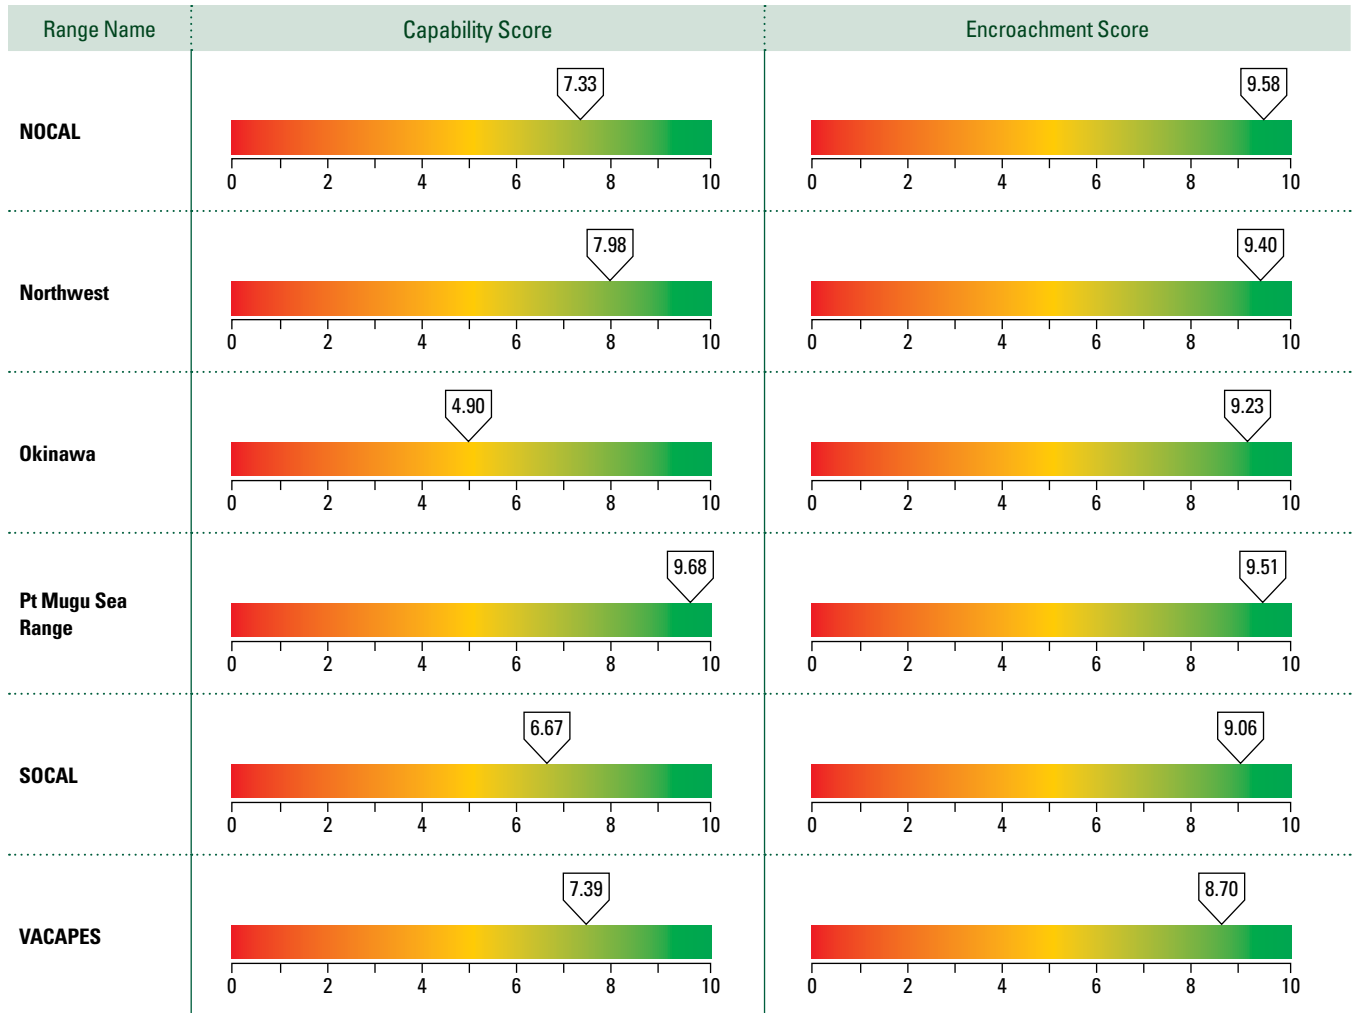 Range Name Capability Score Encroachment Score
7.33 9.58
NOCAL
0 2 4 6 8 10 0 2 4 6 8 10
7.98 9.40
Northwest
0 2 4 6 8 10 0 2 4 6 8 10
4.90 9.23
Okinawa
0 2 4 6 8 10 0 2 4 6 8 10
9.68 9.51
Pt Mugu Sea
Range
0 2 4 6 8 10 0 2 4 6 8 10
6.67 9.06
SOCAL
0 2 4 6 8 10 0 2 4 6 8 10
7.39 8.70
VACAPES
0 2 4 6 8 10 0 2 4 6 8 10